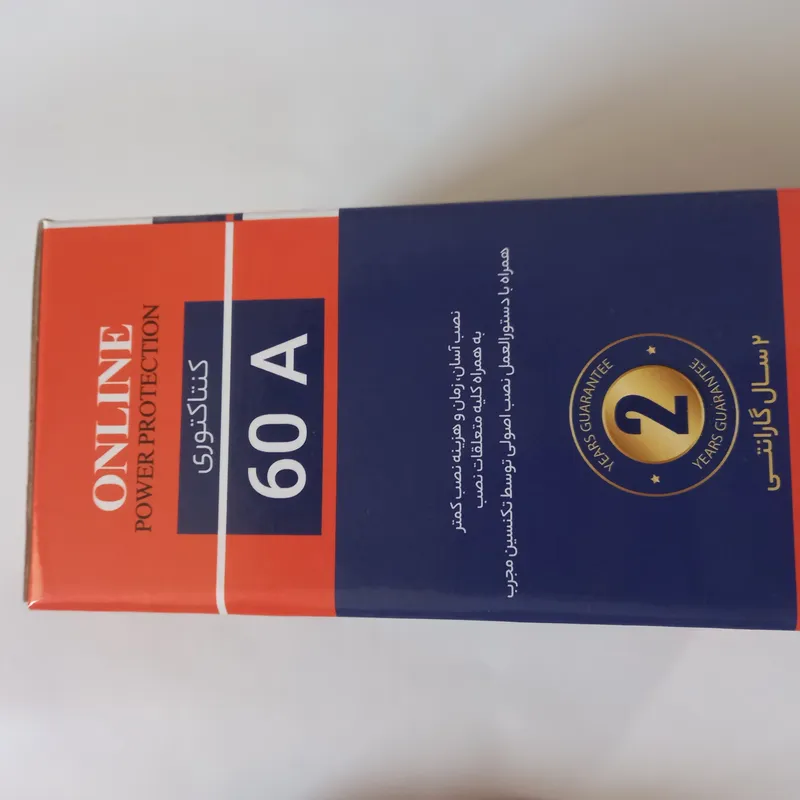 ONLINE
POWER PROTECTION
کنتاکتوری
60 A
نصب آسان، زمان و هزینه نصب کمتر
به همراه کلیه متعلقات نصب
همراه با دستورالعمل نصب اصولی توسط تکنسین مجرب
YEARS GUARANTEE
2
YEARS GUARANTEE
۲ سال گارانتی